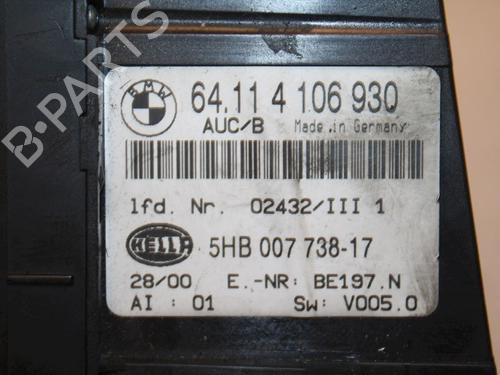 B-PARTS
BMW
64.11 4 106 930
AUC/B Made in Germany
lfd. Nr. 02432/III 1
HELLA 5HB 007 738-17
28/00 E.-NR: BE197.N
AI : 01 Sw: V005.0